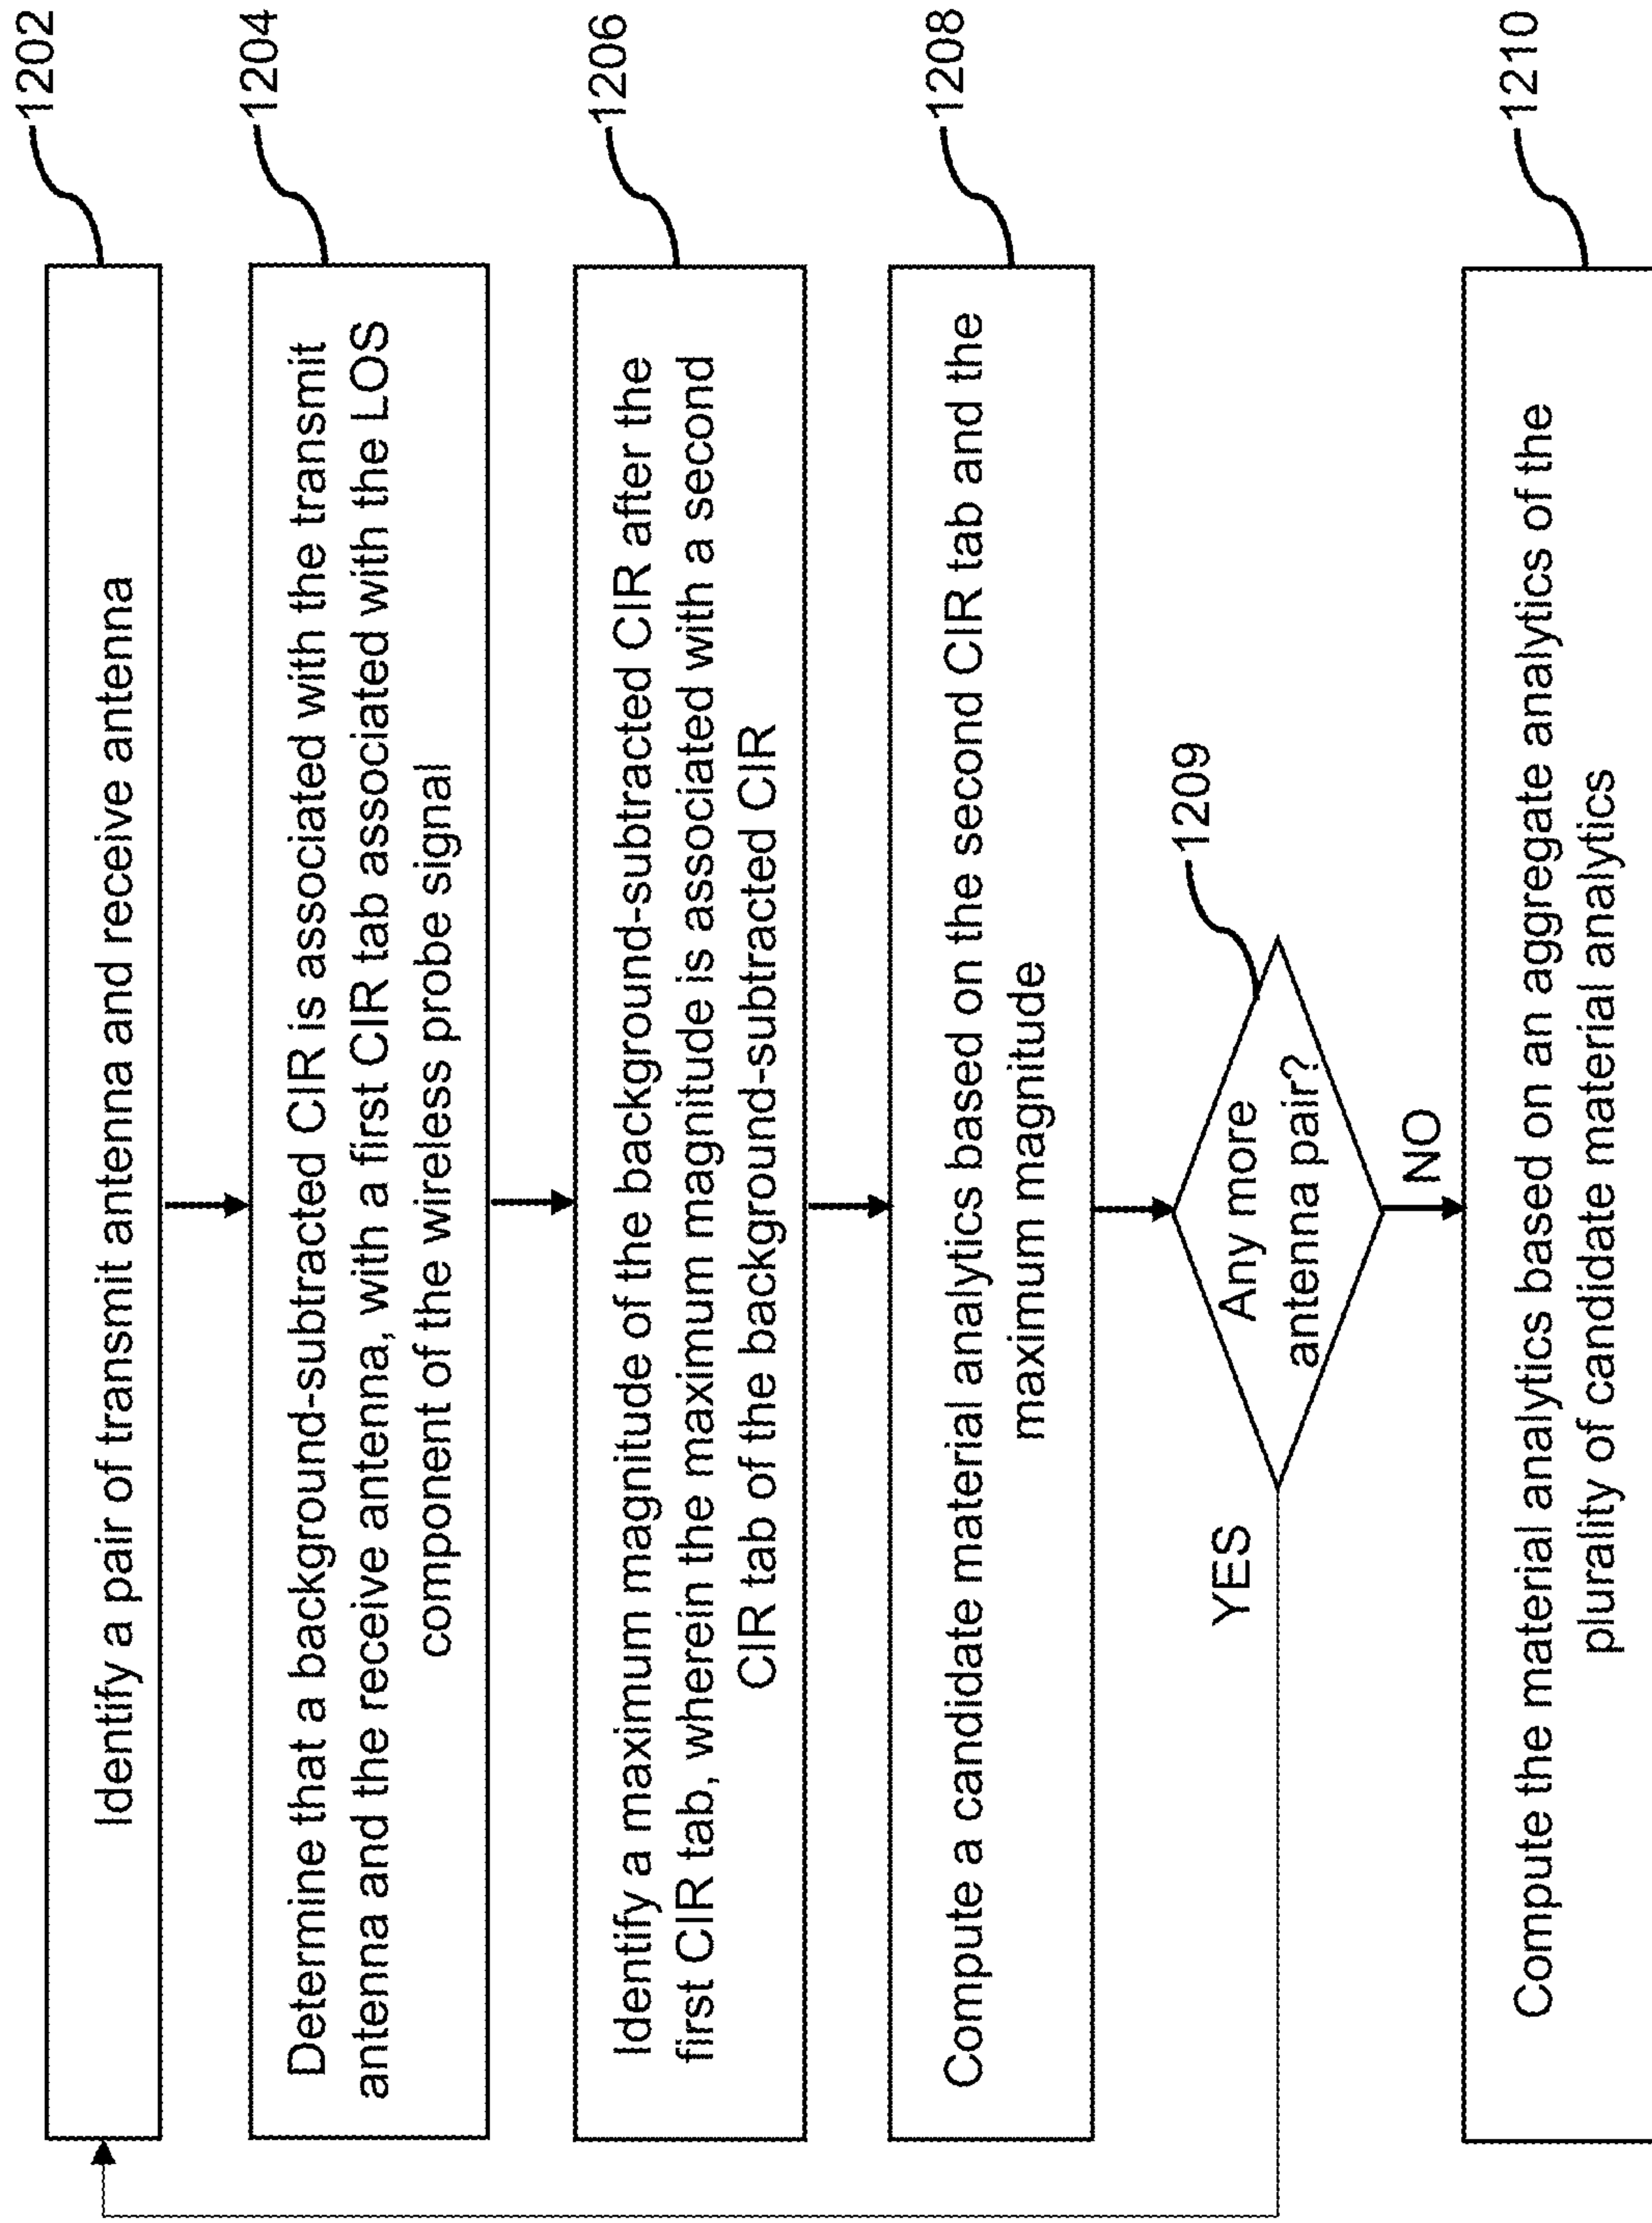 1202
Identify a pair of transmit antenna and receive antenna
1204
Determine that a background-subtracted CIR is associated with the transmit
antenna and the receive antenna, with a first CIR tab associated with the LOS
component of the wireless probe signal
1206
Identify a maximum magnitude of the background-subtracted CIR after the
first CIR tab, wherein the maximum magnitude is associated with a second
CIR tab of the background-subtracted CIR
1208
Compute a candidate material analytics based on the second CIR tab and the
maximum magnitude
1209
Any more
antenna pair?
YES
NO
1210
Compute the material analytics based on an aggregate analytics of the
plurality of candidate material analytics